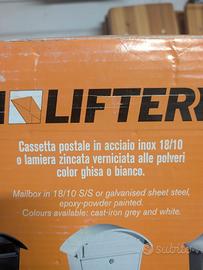 LIFTER
Cassetta postale in acciaio inox 18/10
o lamiera zincata verniciata alle polveri
color ghisa o bianco.
Mailbox in 18/10 S/S or galvanised sheet steel,
epoxy-powder painted.
Colours available: cast-iron grey and white.
subito